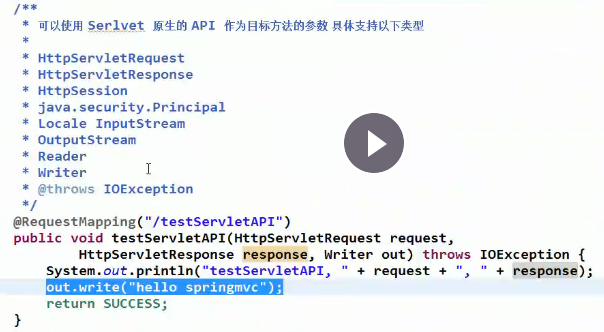 /**
* 可以使用 Serlvet 原生的 API 作为目标方法的参数 具体支持以下类型
*
* HttpServletRequest
* HttpServletResponse
* HttpSession
* java.security.Principal
* Locale InputStream
* OutputStream
* Reader
* Writer
* @throws IOException
*/
@RequestMapping("/testServletAPI")
public void testServletAPI(HttpServletRequest request,
HttpServletResponse response, Writer out) throws IOException {
System.out.println("testServletAPI, " + request + ", " + response);
out.write("hello springmvc");
return SUCCESS;
}